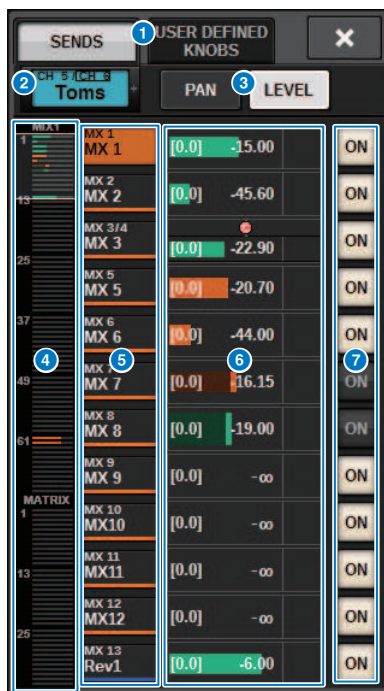 SENDS
1
USER DEFINED
KNOBS
×
2
CH 5/CH 6
Toms
PAN
3
LEVEL
MIX1
1
13
25
37
49
61
MATRIX
1
13
25
4
5
6
7
MX 1
MX 1
[0.0] -15.00
ON
MX 2
MX 2
[0.0] -45.60
ON
MX 3/4
MX 3
[0.0] -22.90
ON
MX 5
MX 5
[0.0] -20.70
ON
MX 6
MX 6
[0.0] -44.00
ON
MX 7
MX 7
[0.0] -16.15
ON
MX 8
MX 8
[0.0] -19.00
ON
MX 9
MX 9
[0.0] -∞
ON
MX 10
MX10
[0.0] -∞
ON
MX 11
MX11
[0.0] -∞
ON
MX 12
MX12
[0.0] -∞
ON
MX 13
Rev1
[0.0] -6.00
ON